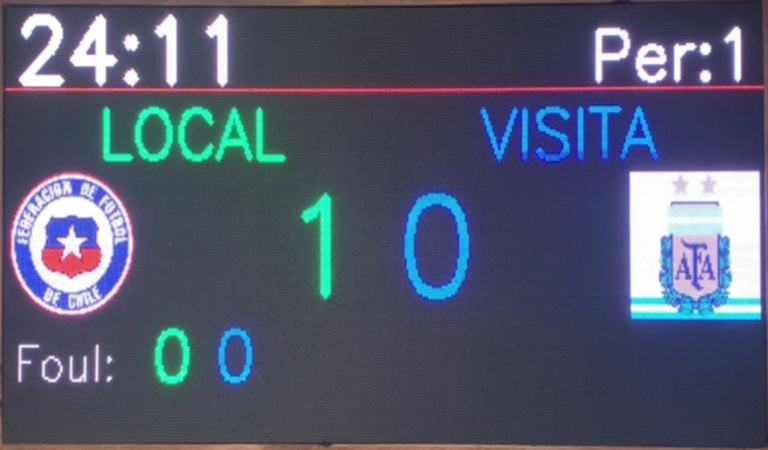 24:11 Per:1
LOCAL VISITA
FEDERACION DE FUTBOL
DE CHILE
1 0
AFA
Foul: 0 0